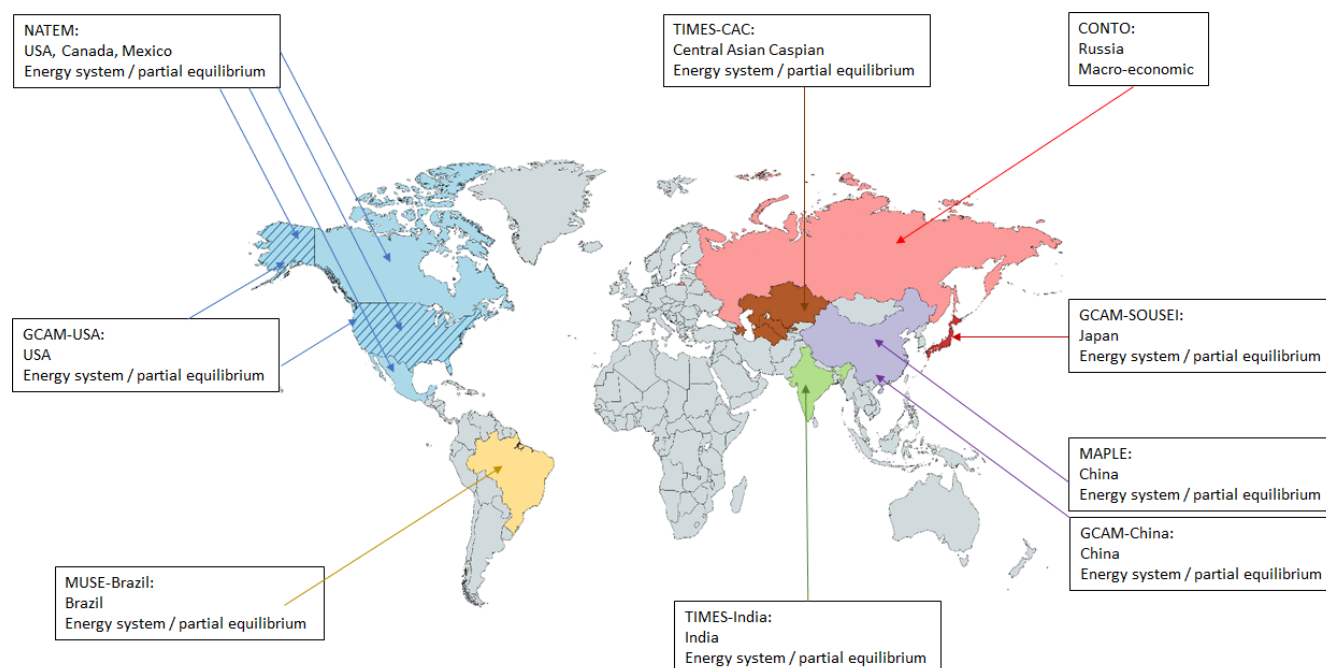 NATEM:
USA, Canada, Mexico
Energy system / partial equilibrium
TIMES-CAC:
Central Asian Caspian
Energy system / partial equilibrium
CONTO:
Russia
Macro-economic
GCAM-USA:
USA
Energy system / partial equilibrium
GCAM-SOUSEI:
Japan
Energy system / partial equilibrium
MAPLE:
China
Energy system / partial equilibrium
GCAM-China:
China
Energy system / partial equilibrium
MUSE-Brazil:
Brazil
Energy system / partial equilibrium
TIMES-India:
India
Energy system / partial equilibrium